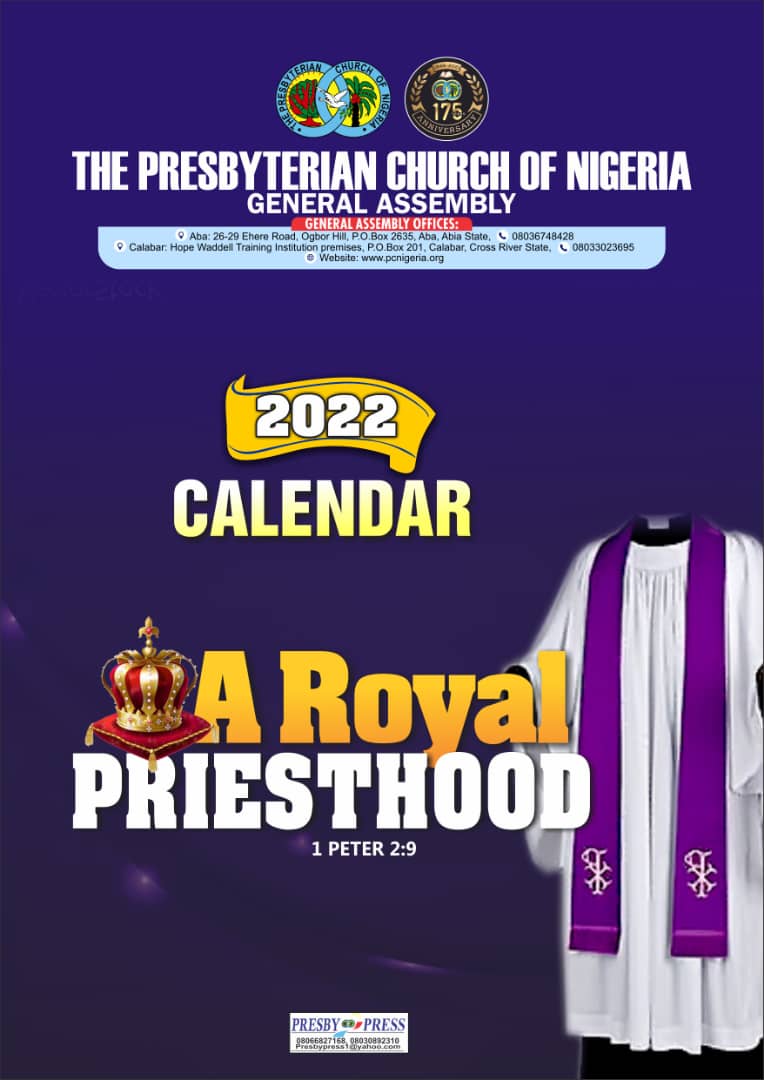 THE PRESBYTERIAN CHURCH OF NIGERIA
175
ANNIVERSARY
THE PRESBYTERIAN CHURCH OF NIGERIA
GENERAL ASSEMBLY
GENERAL ASSEMBLY OFFICES:
Aba: 26-29 Ehere Road, Ogbor Hill, P.O.Box 2635, Aba, Abia State, 08036748428
Calabar: Hope Waddell Training Institution premises, P.O.Box 201, Calabar, Cross River State, 08033023695
Website: www.pcnigeria.org
2022
CALENDAR
A Royal
PRIESTHOOD
1 PETER 2:9
PRESBY PRESS
08066827168, 08030892310
Presbypress1@yahoo.com